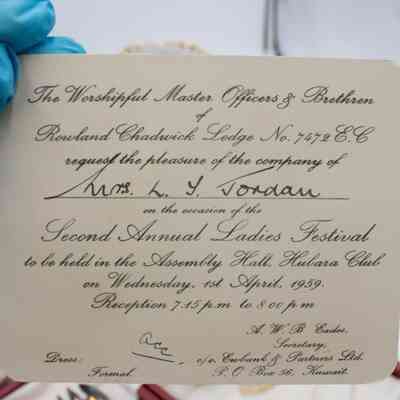 The Worshipful Master Officers & Brethren
of
Rowland Chadwick Lodge No. 7472 E.C
request the pleasure of the company of
Mrs. L. Y. Jordan
on the occasion of the
Second Annual Ladies Festival
to be held in the Assembly Hall, Hubara Club
on Wednesday, 1st April, 1959.
Reception 7.15 p.m to 8.00 p.m
A. W. B. Eades.
Secretary,
Dress:
c/o. Ewbank & Partners Ltd.
Formal.
P. O Box 56, Kuwait.